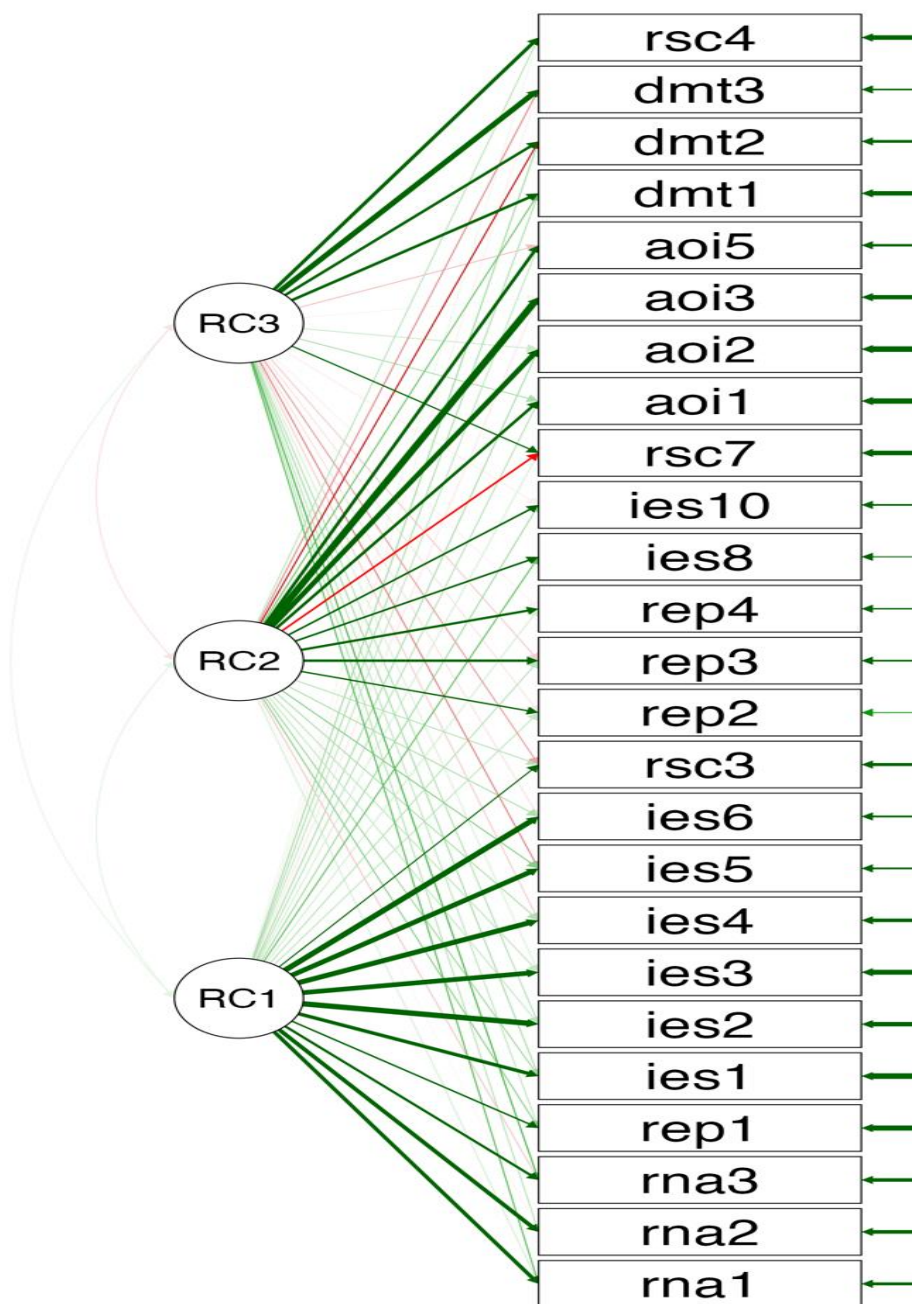 rsc4
dmt3
dmt2
dmt1
aoi5
RC3
aoi3
aoi2
aoi1
rsc7
ies10
ies8
rep4
RC2
rep3
rep2
rsc3
ies6
ies5
ies4
RC1
ies3
ies2
ies1
rep1
rna3
rna2
rna1